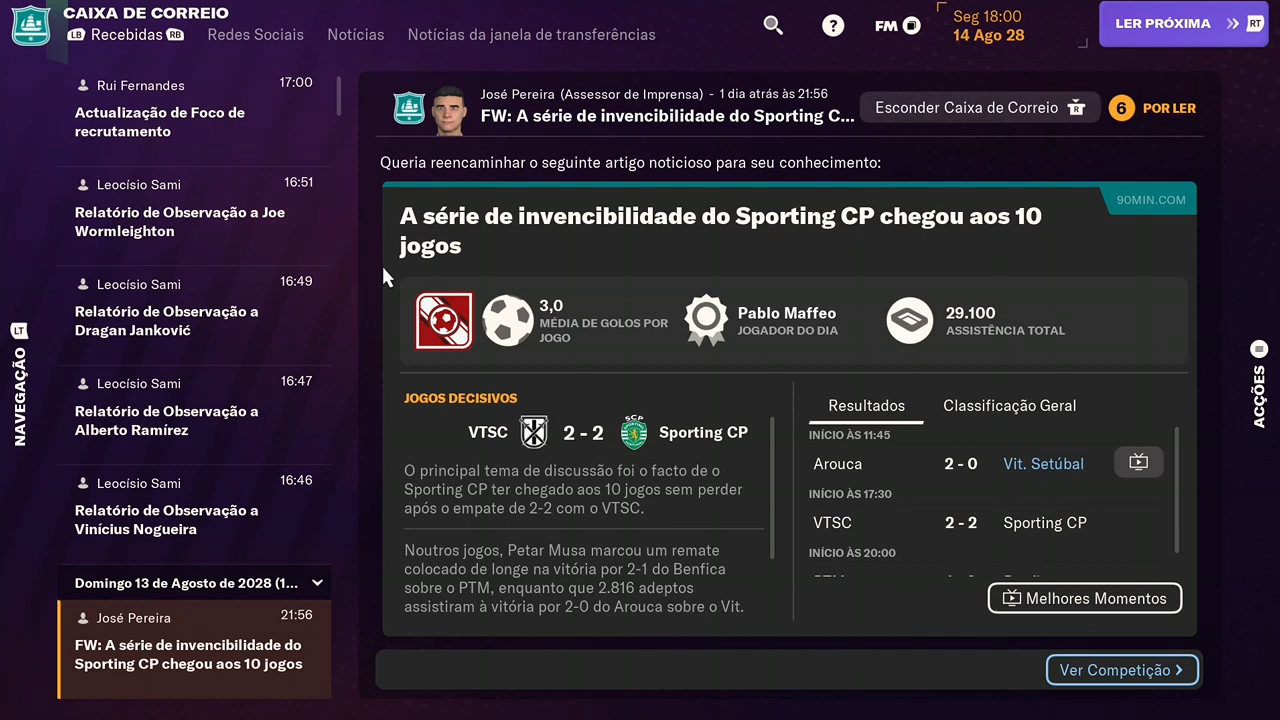 CAIXA DE CORREIO
LB Recebidas RB
Redes Sociais
Notícias
Notícias da janela de transferências
?
FM
Seg 18:00
14 Ago 28
LER PRÓXIMA
RT
Rui Fernandes
17:00
Actualização de Foco de
recrutamento
Leocísio Sami
16:51
Relatório de Observação a Joe
Wormleighton
Leocísio Sami
16:49
Relatório de Observação a
Dragan Janković
Leocísio Sami
16:47
Relatório de Observação a
Alberto Ramírez
Leocísio Sami
16:46
Relatório de Observação a
Vinícius Nogueira
Domingo 13 de Agosto de 2028 (1...
José Pereira
21:56
FW: A série de invencibilidade do
Sporting CP chegou aos 10 jogos
LT
NAVEGAÇÃO
José Pereira (Assessor de Imprensa) - 1 dia atrás às 21:56
FW: A série de invencibilidade do Sporting C...
Esconder Caixa de Correio
R
6 POR LER
Queria reencaminhar o seguinte artigo noticioso para seu conhecimento:
90MIN.COM
A série de invencibilidade do Sporting CP chegou aos 10
jogos
3,0
MÉDIA DE GOLOS POR
JOGO
Pablo Maffeo
JOGADOR DO DIA
29.100
ASSISTÊNCIA TOTAL
JOGOS DECISIVOS
VTSC 2 - 2 SCP Sporting CP
O principal tema de discussão foi o facto de o
Sporting CP ter chegado aos 10 jogos sem perder
após o empate de 2-2 com o VTSC.
Noutros jogos, Petar Musa marcou um remate
colocado de longe na vitória por 2-1 do Benfica
sobre o PTM, enquanto que 2.816 adeptos
assistiram à vitória por 2-0 do Arouca sobre o Vit.
Resultados
Classificação Geral
INÍCIO ÀS 11:45
Arouca 2 - 0 Vit. Setúbal
INÍCIO ÀS 17:30
VTSC 2 - 2 Sporting CP
INÍCIO ÀS 20:00
Melhores Momentos
Ver Competição
ACÇÕES